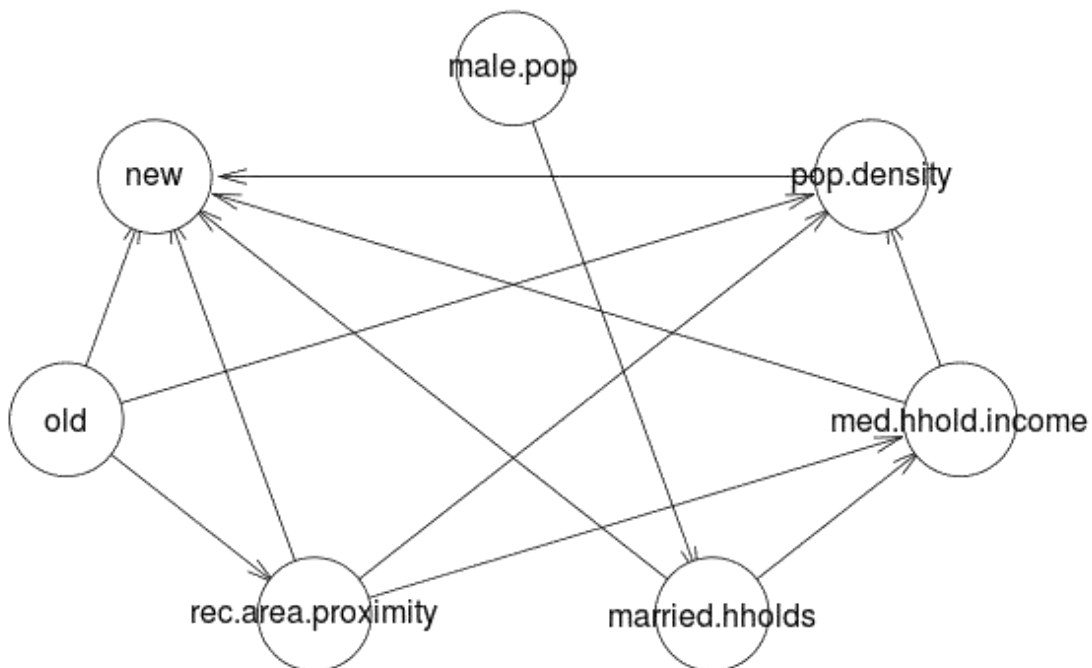 male.pop
new
pop.density
old
med.hhold.income
rec.area.proximity
married.hholds